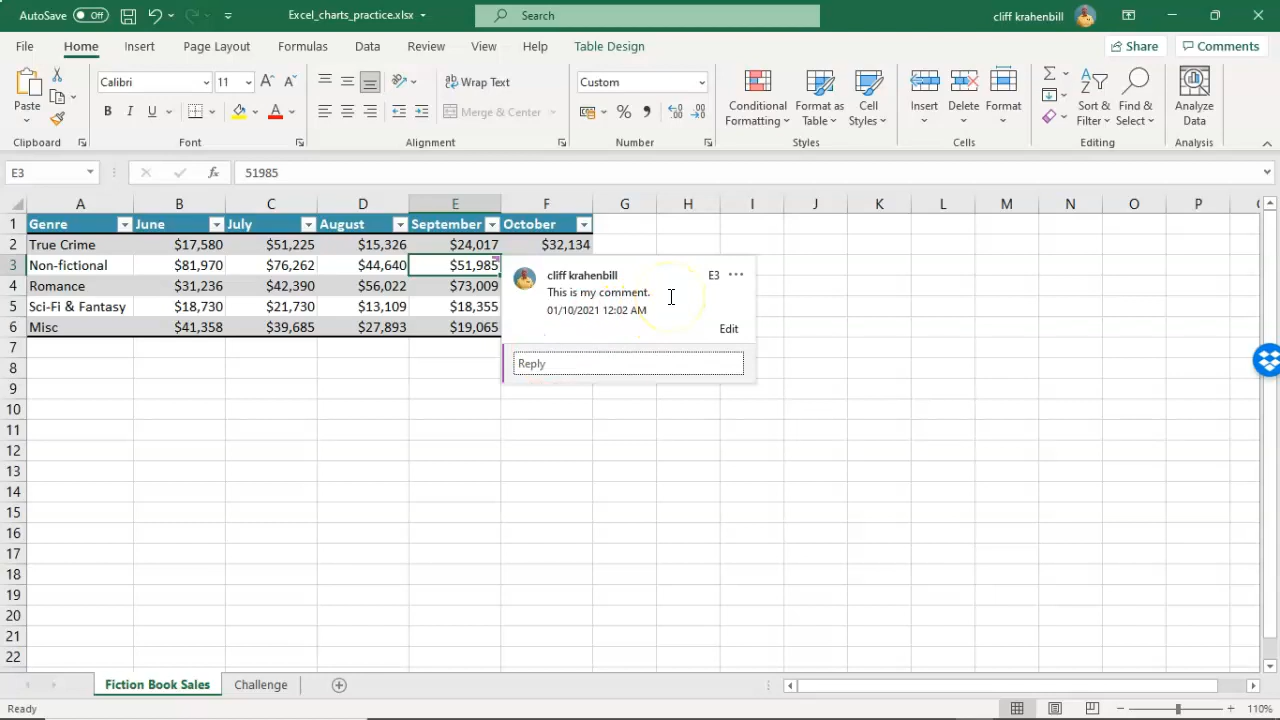 AutoSave Off Excel_charts_practice.xlsx Search cliff krahenbill
File Home Insert Page Layout Formulas Data Review View Help Table Design Share Comments
Calibri 11 Wrap Text Custom
Paste B I U Merge & Center % Conditional Formatting Format as Table Cell Styles Insert Delete Format Sort & Filter Find & Select Analyze Data
Clipboard Font Alignment Number Styles Cells Editing Analysis
E3 fx 51985
A B C D E F G H I J K L M N O P
1 Genre June July August September October
2 True Crime $17,580 $51,225 $15,326 $24,017 $32,134
3 Non-fictional $81,970 $76,262 $44,640 $51,985
4 Romance $31,236 $42,390 $56,022 $73,009
5 Sci-Fi & Fantasy $18,730 $21,730 $13,109 $18,355
6 Misc $41,358 $39,685 $27,893 $19,065
cliff krahenbill E3
This is my comment.
01/10/2021 12:02 AM
Edit
Reply
7
8
9
10
11
12
13
14
15
16
17
18
19
20
21
22
Fiction Book Sales Challenge
Ready 110%